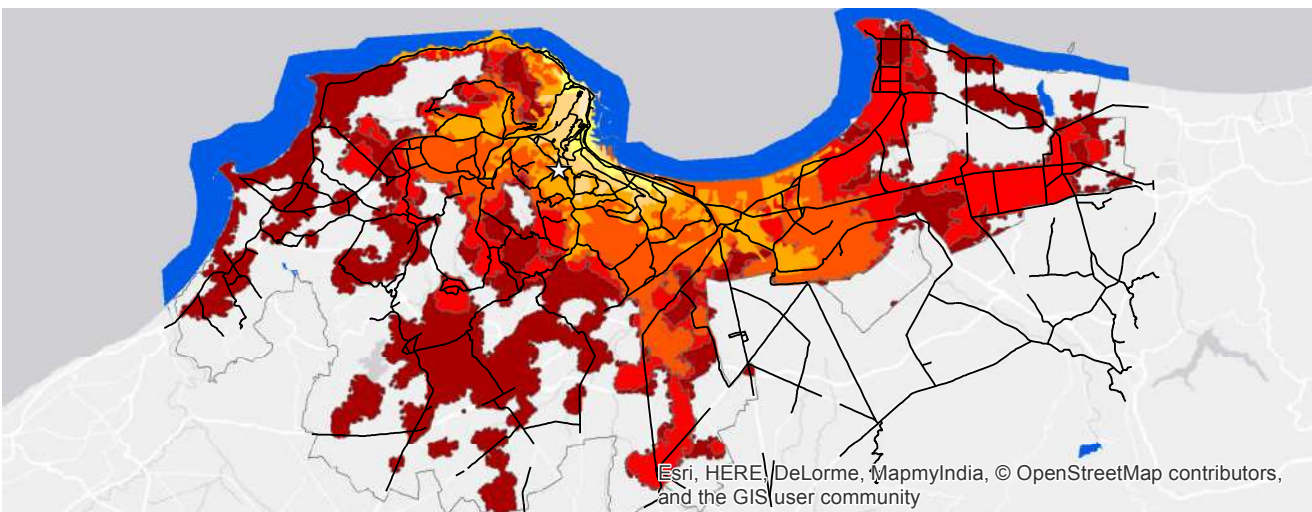 Esri, HERE, DeLorme, MapmyIndia, © OpenStreetMap contributors,
and the GIS user community